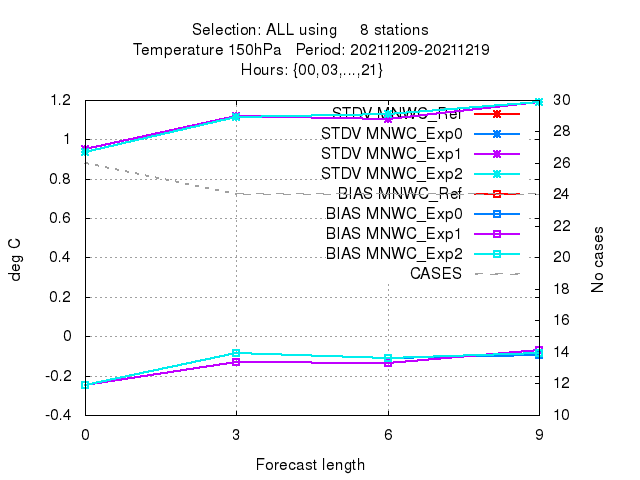 Selection: ALL using 8 stations
Temperature 150hPa Period: 20211209-20211219
Hours: {00,03,...,21}
1.2
1
0.8
0.6
0.4
0.2
0
-0.2
-0.4
deg C
STDV MNWC_Ref
STDV MNWC_Exp0
STDV MNWC_Exp1
STDV MNWC_Exp2
BIAS MNWC_Ref
BIAS MNWC_Exp0
BIAS MNWC_Exp1
BIAS MNWC_Exp2
CASES
30
28
26
24
22
20
18
16
14
12
10
No cases
0 3 6 9
Forecast length